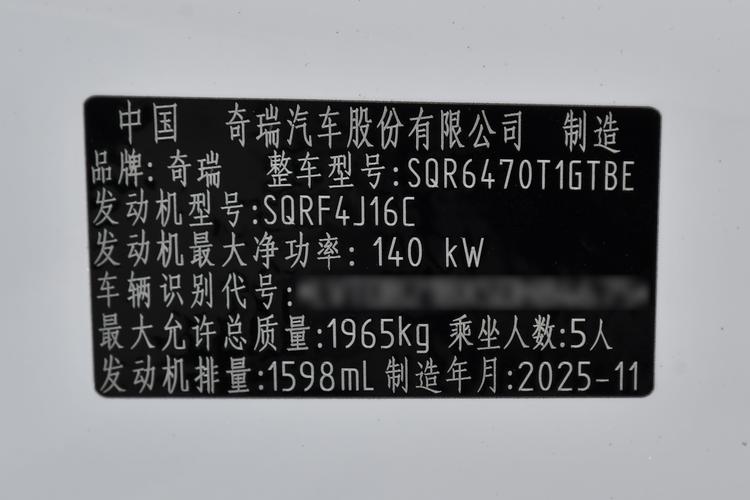 中国 奇瑞汽车股份有限公司 制造
品牌: 奇瑞 整车型号:SQR6470T1GTBE
发动机型号:SQRF4J16C
发动机最大净功率: 140 kW
车辆识别代号:
最大允许总质量:1965kg 乘坐人数:5人
发动机排量:1598mL 制造年月:2025-11